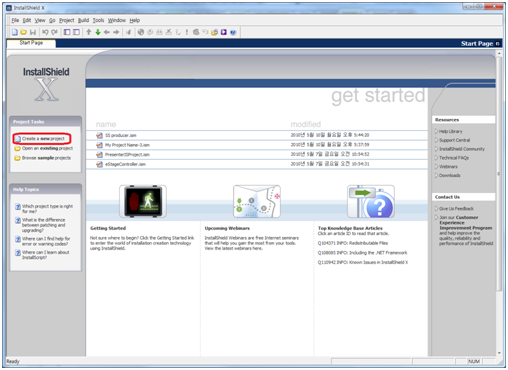 InstallShield X
File Edit View Go Project Build Tools Window Help
Start Page
Start Page
InstallShield
X
get started
Project Tasks
Create a new project
Open an existing project
Browse sample projects
Help Topics
Which project type is right for me?
What is the difference between patching and upgrading?
Where can I find help for error or warning codes?
Where can I learn about InstallScript?
name modified
SS producer.ism 2010년 5월 10일 월요일 오후 5:44:20
My Project Name-3.ism 2010년 5월 10일 월요일 오후 5:37:59
PresenterSIProject.ism 2010년 5월 7일 금요일 오전 10:54:52
eStageController.ism 2010년 5월 7일 금요일 오전 10:54:31
Getting Started
Not sure where to begin? Click the Getting Started link
to enter the world of installation creation technology
using InstallShield.
Upcoming Webinars
InstallShield Webinars are free Internet seminars
that will help you gain the most from your tools.
View the latest webinars here.
Top Knowledge Base Articles
Click an article ID to read that article.
Q104371 INFO: Redistributable Files
Q108085 INFO: Including the .NET Framework
Q110942 INFO: Known Issues in InstallShield X
Resources
Help Library
Support Central
InstallShield Community
Technical FAQs
Webinars
Downloads
Contact Us
Give Us Feedback
Join our Customer
Experience
Improvement Program
and help improve the
quality, reliability and
performance of InstallShield
Ready
NUM